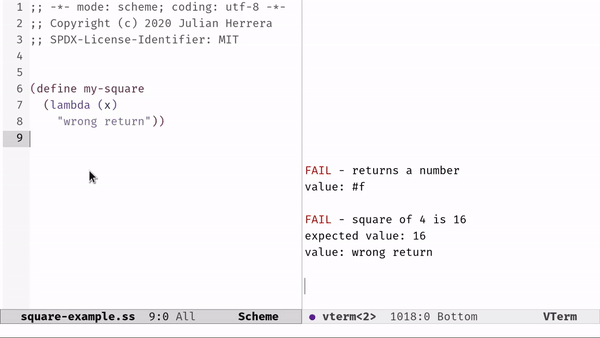 1 ;; -*- mode: scheme; coding: utf-8 -*-
2 ;; Copyright (c) 2020 Julian Herrera
3 ;; SPDX-License-Identifier: MIT
4
5
6 (define my-square
7   (lambda (x)
8     "wrong return"))
9
FAIL - returns a number
value: #f
FAIL - square of 4 is 16
expected value: 16
value: wrong return
square-example.ss 9:0 All Scheme
vterm<2> 1018:0 Bottom VTerm